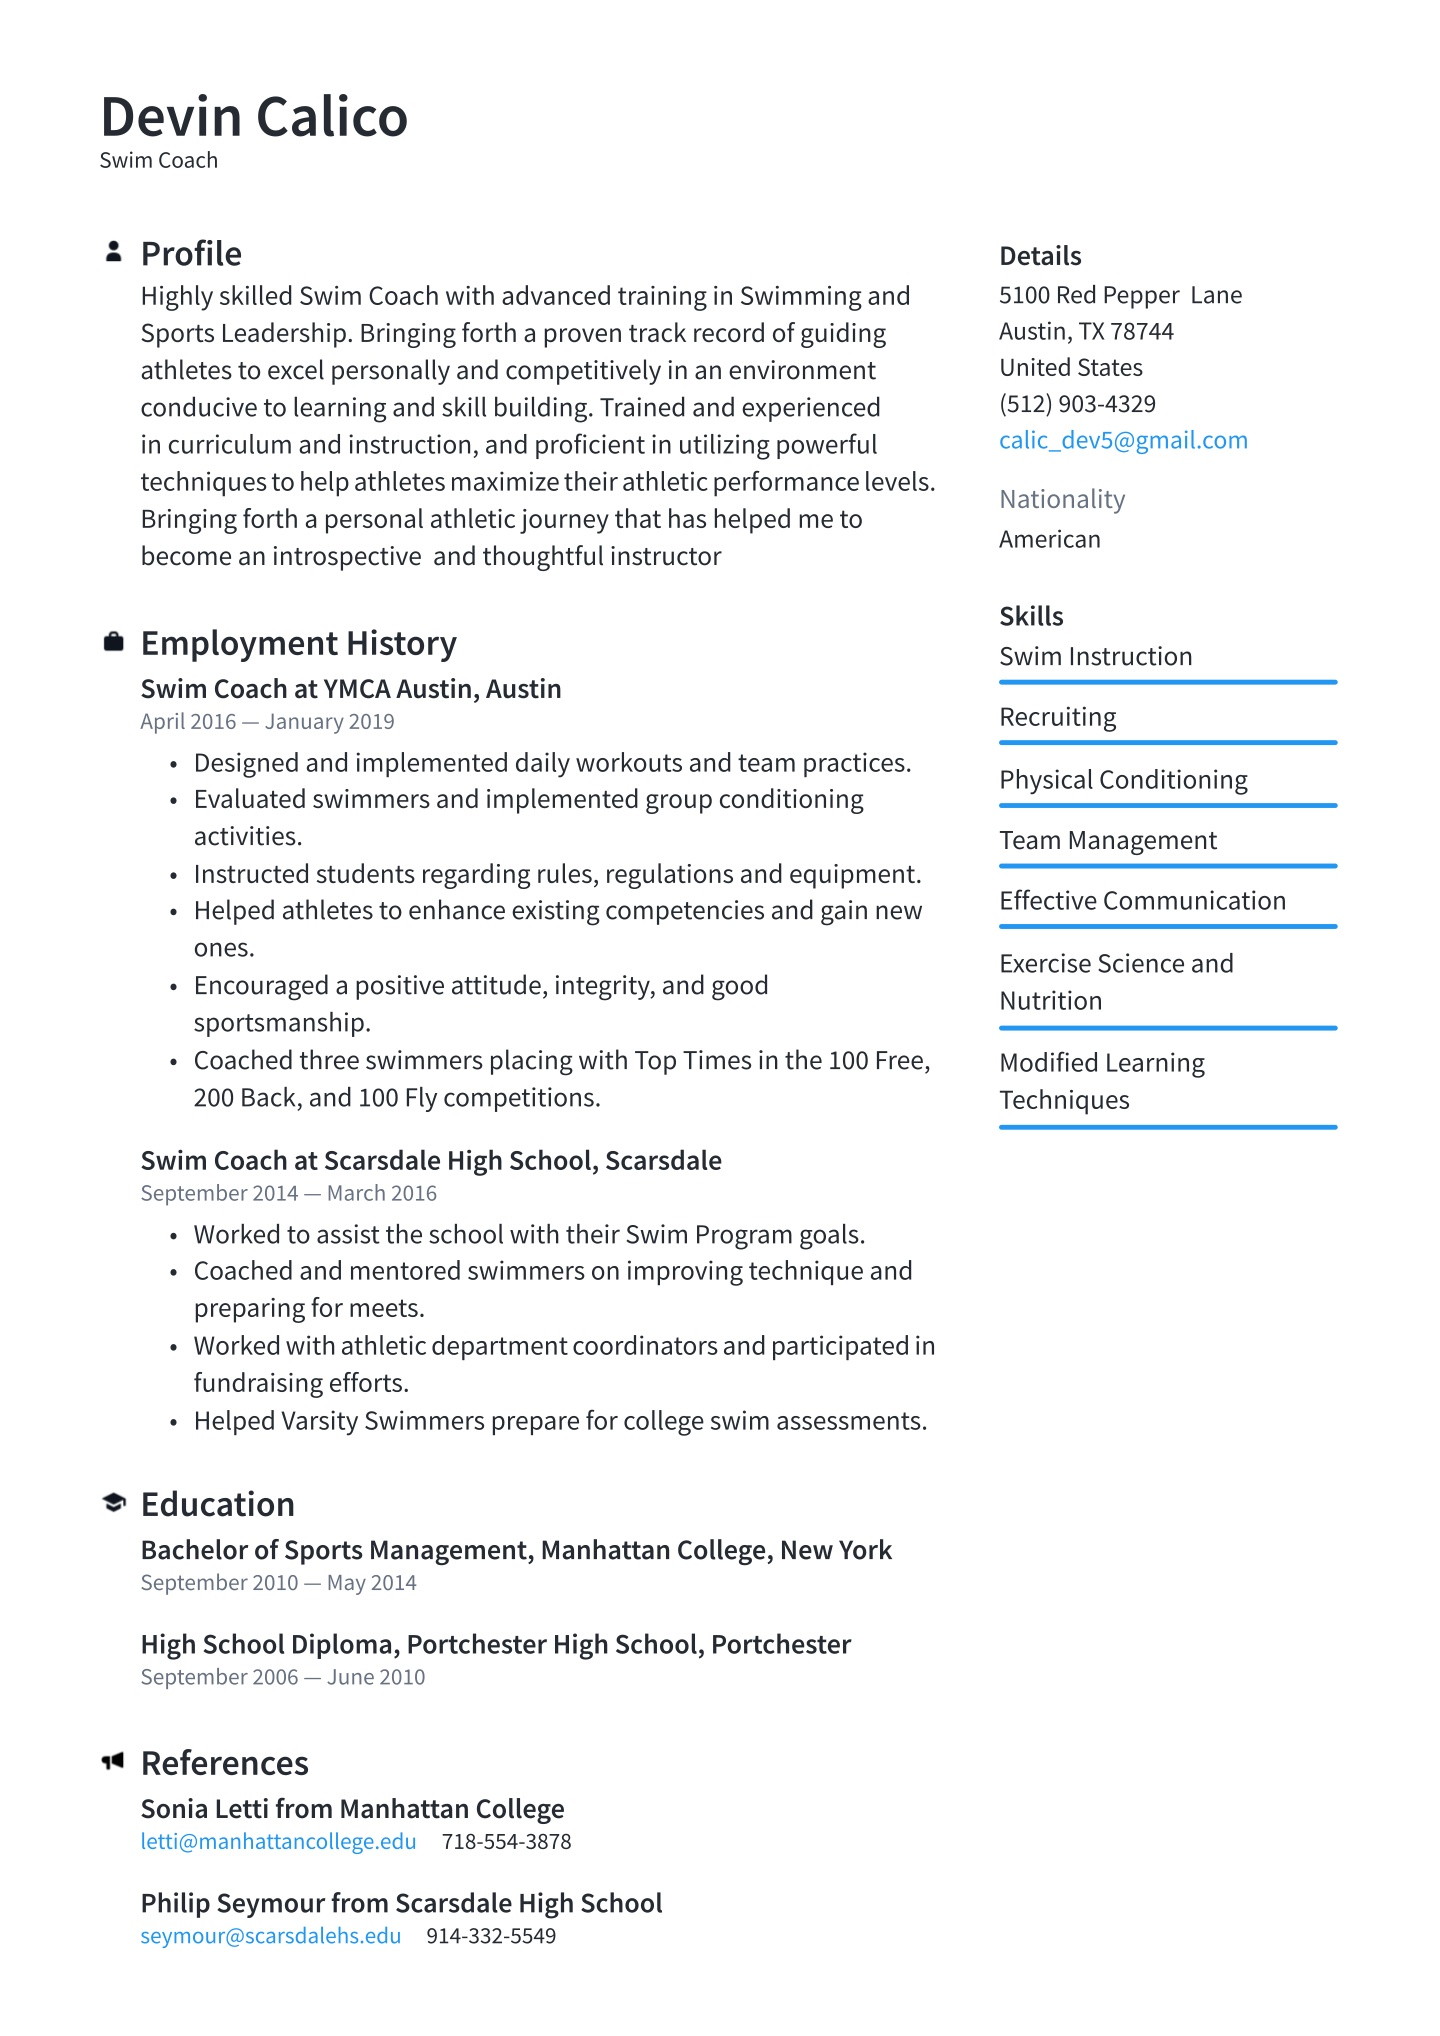 Devin Calico
Swim Coach
Profile
Highly skilled Swim Coach with advanced training in Swimming and
Sports Leadership. Bringing forth a proven track record of guiding
athletes to excel personally and competitively in an environment
conducive to learning and skill building. Trained and experienced
in curriculum and instruction, and proficient in utilizing powerful
techniques to help athletes maximize their athletic performance levels.
Bringing forth a personal athletic journey that has helped me to
become an introspective  and thoughtful instructor
Employment History
Swim Coach at YMCA Austin, Austin
April 2016 — January 2019
• Designed and implemented daily workouts and team practices.
• Evaluated swimmers and implemented group conditioning
activities.
• Instructed students regarding rules, regulations and equipment.
• Helped athletes to enhance existing competencies and gain new
ones.
• Encouraged a positive attitude, integrity, and good
sportsmanship.
• Coached three swimmers placing with Top Times in the 100 Free,
200 Back, and 100 Fly competitions.
Swim Coach at Scarsdale High School, Scarsdale
September 2014 — March 2016
• Worked to assist the school with their Swim Program goals.
• Coached and mentored swimmers on improving technique and
preparing for meets.
• Worked with athletic department coordinators and participated in
fundraising efforts.
• Helped Varsity Swimmers prepare for college swim assessments.
Education
Bachelor of Sports Management, Manhattan College, New York
September 2010 — May 2014
High School Diploma, Portchester High School, Portchester
September 2006 — June 2010
References
Sonia Letti from Manhattan College
letti@manhattancollege.edu 718-554-3878
Philip Seymour from Scarsdale High School
seymour@scarsdalehs.edu 914-332-5549
Details
5100 Red Pepper  Lane
Austin, TX 78744
United States
(512) 903-4329
calic_dev5@gmail.com
Nationality
American
Skills
Swim Instruction
Recruiting
Physical Conditioning
Team Management
Effective Communication
Exercise Science and
Nutrition
Modified Learning
Techniques